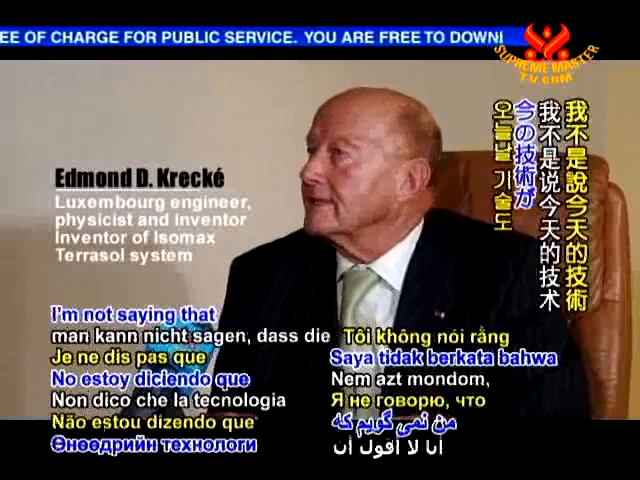 EE OF CHARGE FOR PUBLIC SERVICE. YOU ARE FREE TO DOWN
SUPREME MASTER
TV.COM
Edmond D. Krecké
Luxembourg engineer,
physicist and inventor
Inventor of Isomax
Terrasol system
我不是說今天的技術
我不是说今天的技术
今の技術が
오늘날 기술도
I'm not saying that
man kann nicht sagen, dass die
Je ne dis pas que
No estoy diciendo que
Non dico che la tecnologia
Não estou dizendo que
Өнөөдрийн технологи
Tôi không nói rằng
Saya tidak berkata bahwa
Nem azt mondom,
Я не говорю, что
من نمی گویم که
أنا لا أقول أن